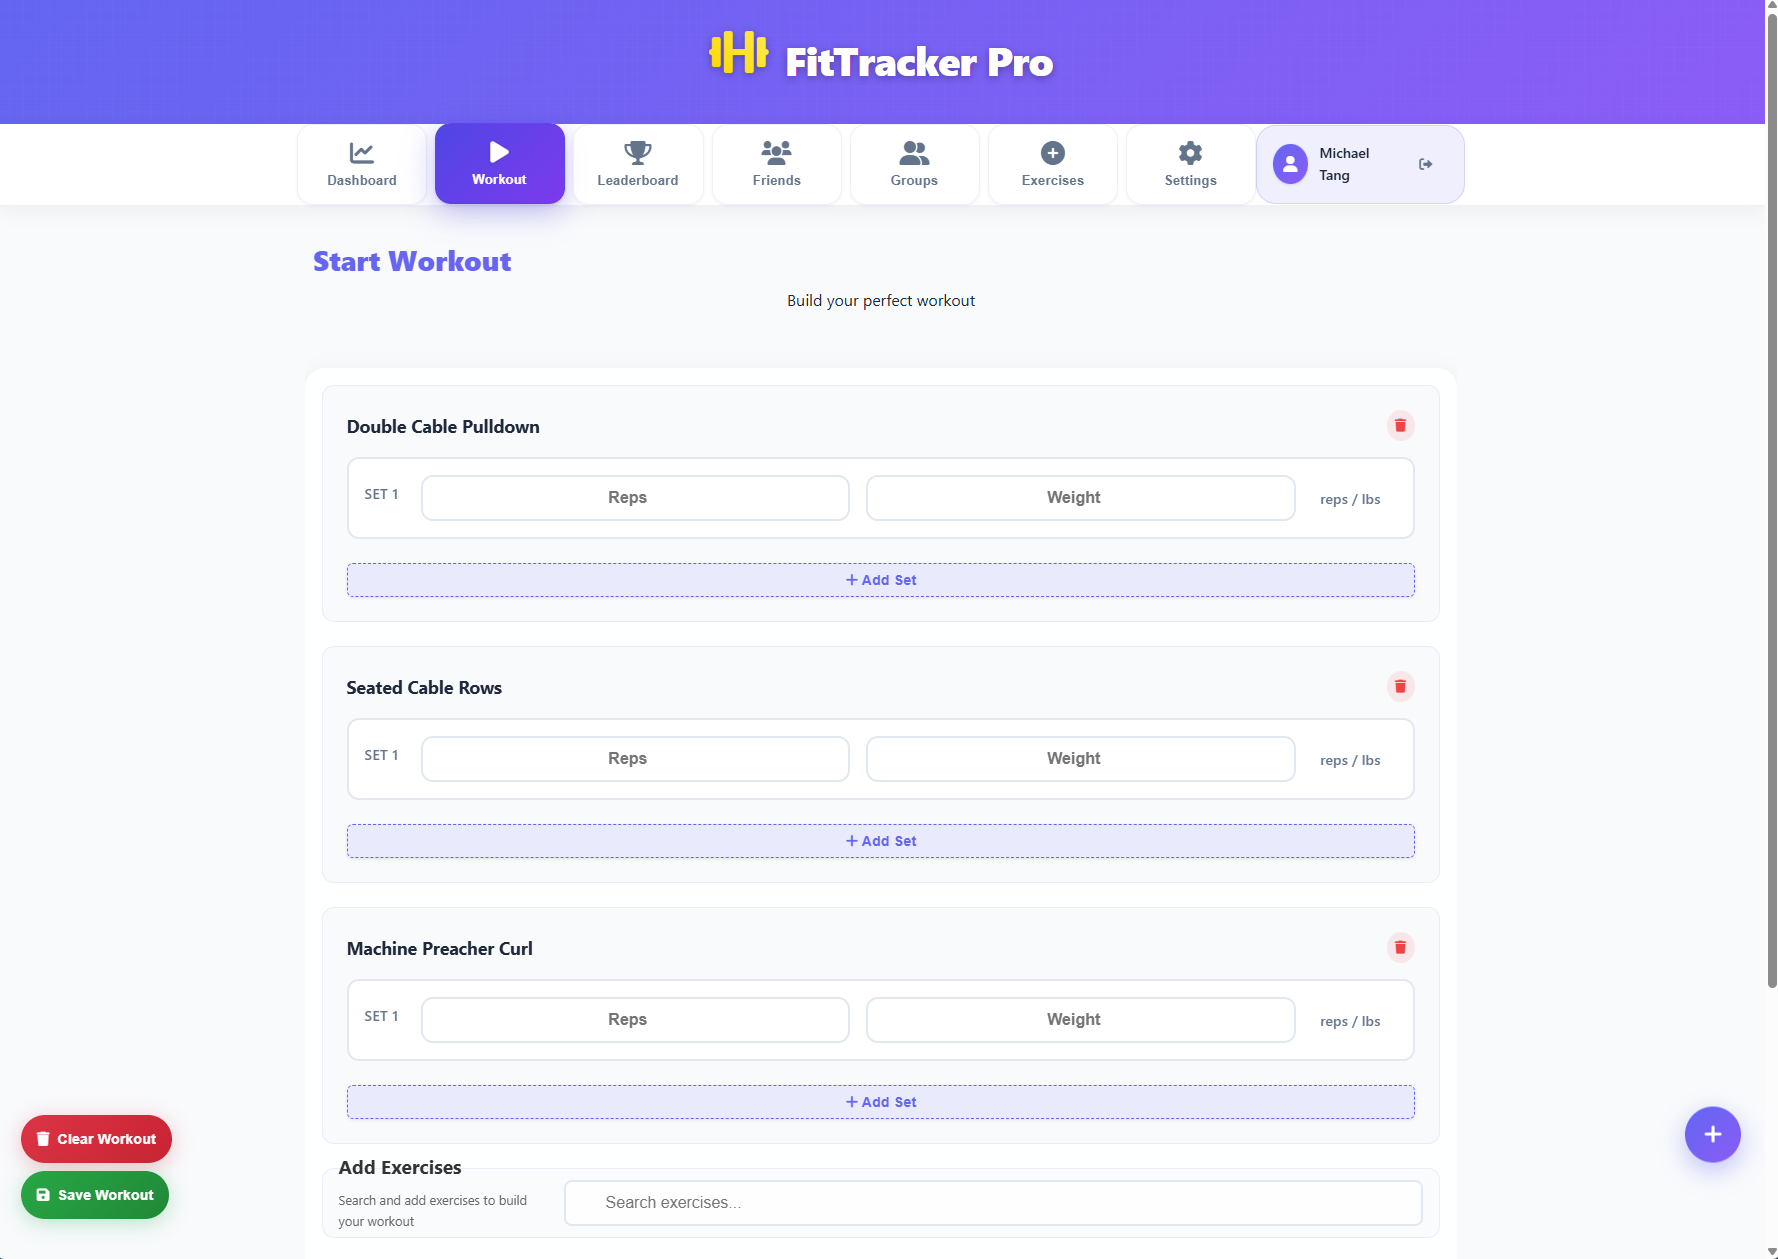 FitTracker Pro
Dashboard
Workout
Leaderboard
Friends
Groups
Exercises
Settings
Michael
Tang
Start Workout
Build your perfect workout
Double Cable Pulldown
SET 1 Reps Weight reps / lbs
+ Add Set
Seated Cable Rows
SET 1 Reps Weight reps / lbs
+ Add Set
Machine Preacher Curl
SET 1 Reps Weight reps / lbs
+ Add Set
Clear Workout
Save Workout
Add Exercises
Search and add exercises to build
your workout
Search exercises...